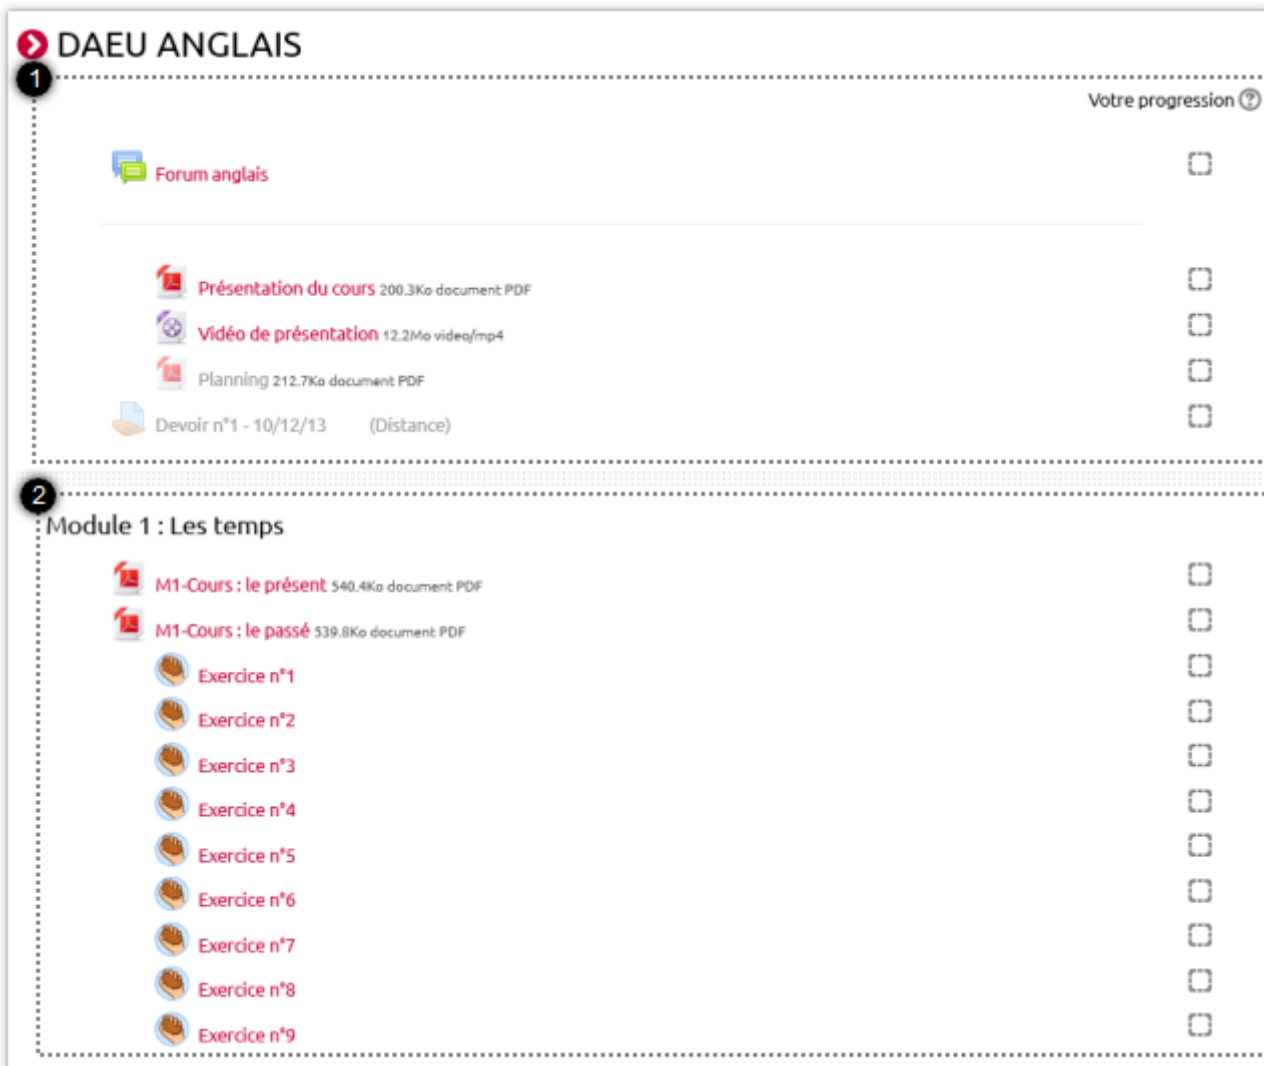 DAEU ANGLAIS
1
Votre progression ?
Forum anglais
Présentation du cours 200.3Ko document PDF
Vidéo de présentation 12.2Mo video/mp4
Planning 212.7Ko document PDF
Devoir n°1 - 10/12/13 (Distance)
2
Module 1 : Les temps
M1-Cours : le présent 540.4Ko document PDF
M1-Cours : le passé 539.8Ko document PDF
Exercice n°1
Exercice n°2
Exercice n°3
Exercice n°4
Exercice n°5
Exercice n°6
Exercice n°7
Exercice n°8
Exercice n°9